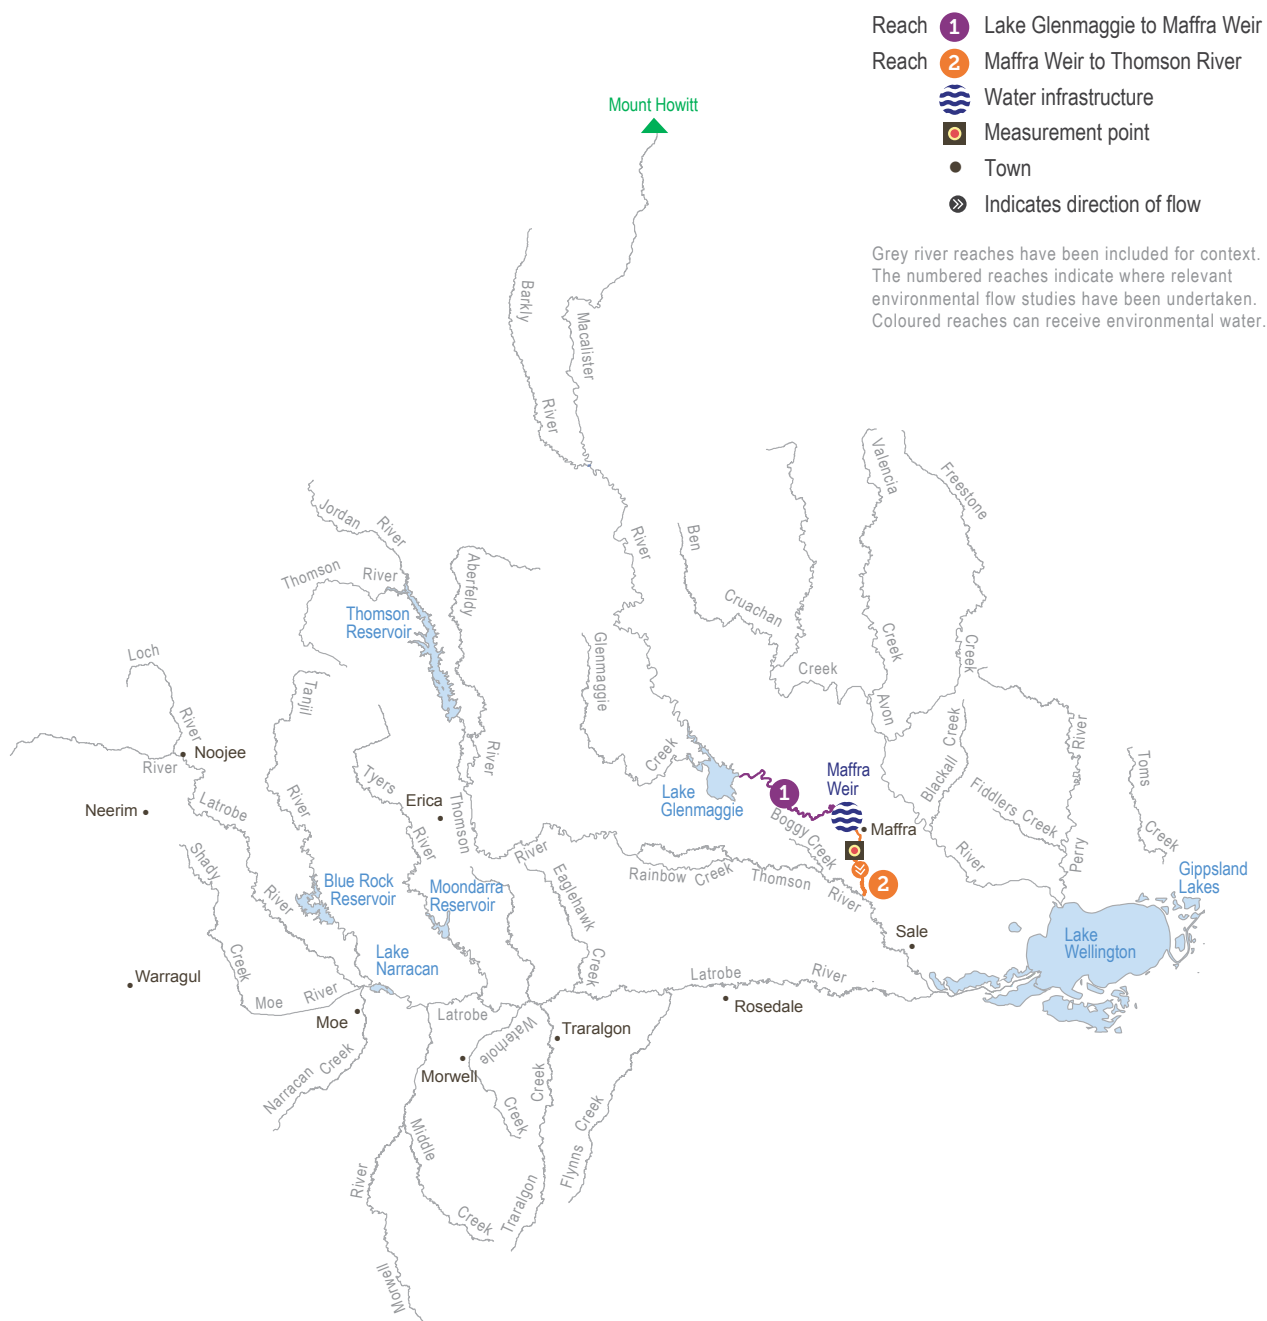 Reach 1 Lake Glenmaggie to Maffra Weir
Reach 2 Maffra Weir to Thomson River
Water infrastructure
Measurement point
Town
Indicates direction of flow
Grey river reaches have been included for context.
The numbered reaches indicate where relevant
environmental flow studies have been undertaken.
Coloured reaches can receive environmental water.
Mount Howitt
Barkly
River
Macalister
River
Valencia
Creek
Freestone
Creek
Ben
Cruachan
Creek
Jordan
River
Thomson
River
Aberfeldy
River
Thomson
Reservoir
Glenmaggie
Creek
Loch
River
Tanjil
River
Noojee
River
Latrobe
River
Neerim
Tyers
River
Erica
Thomson
River
Lake
Glenmaggie
1
Maffra
Weir
Maffra
Avon
River
Blackall Creek
Fiddlers Creek
Perry
River
Toms
Creek
Boggy Creek
Rainbow Creek
Thomson
River
2
Gippsland
Lakes
Shady
Creek
Blue Rock
Reservoir
Moondarra
Reservoir
Eaglehawk
Creek
Sale
Lake
Wellington
Lake
Narracan
Warragul
Moe River
Moe
Latrobe
Latrobe River
Rosedale
Narracan Creek
Morwell
Waterhole
Creek
Traralgon
Traralgon
Creek
Flynns Creek
Middle
Creek
Morwell
River